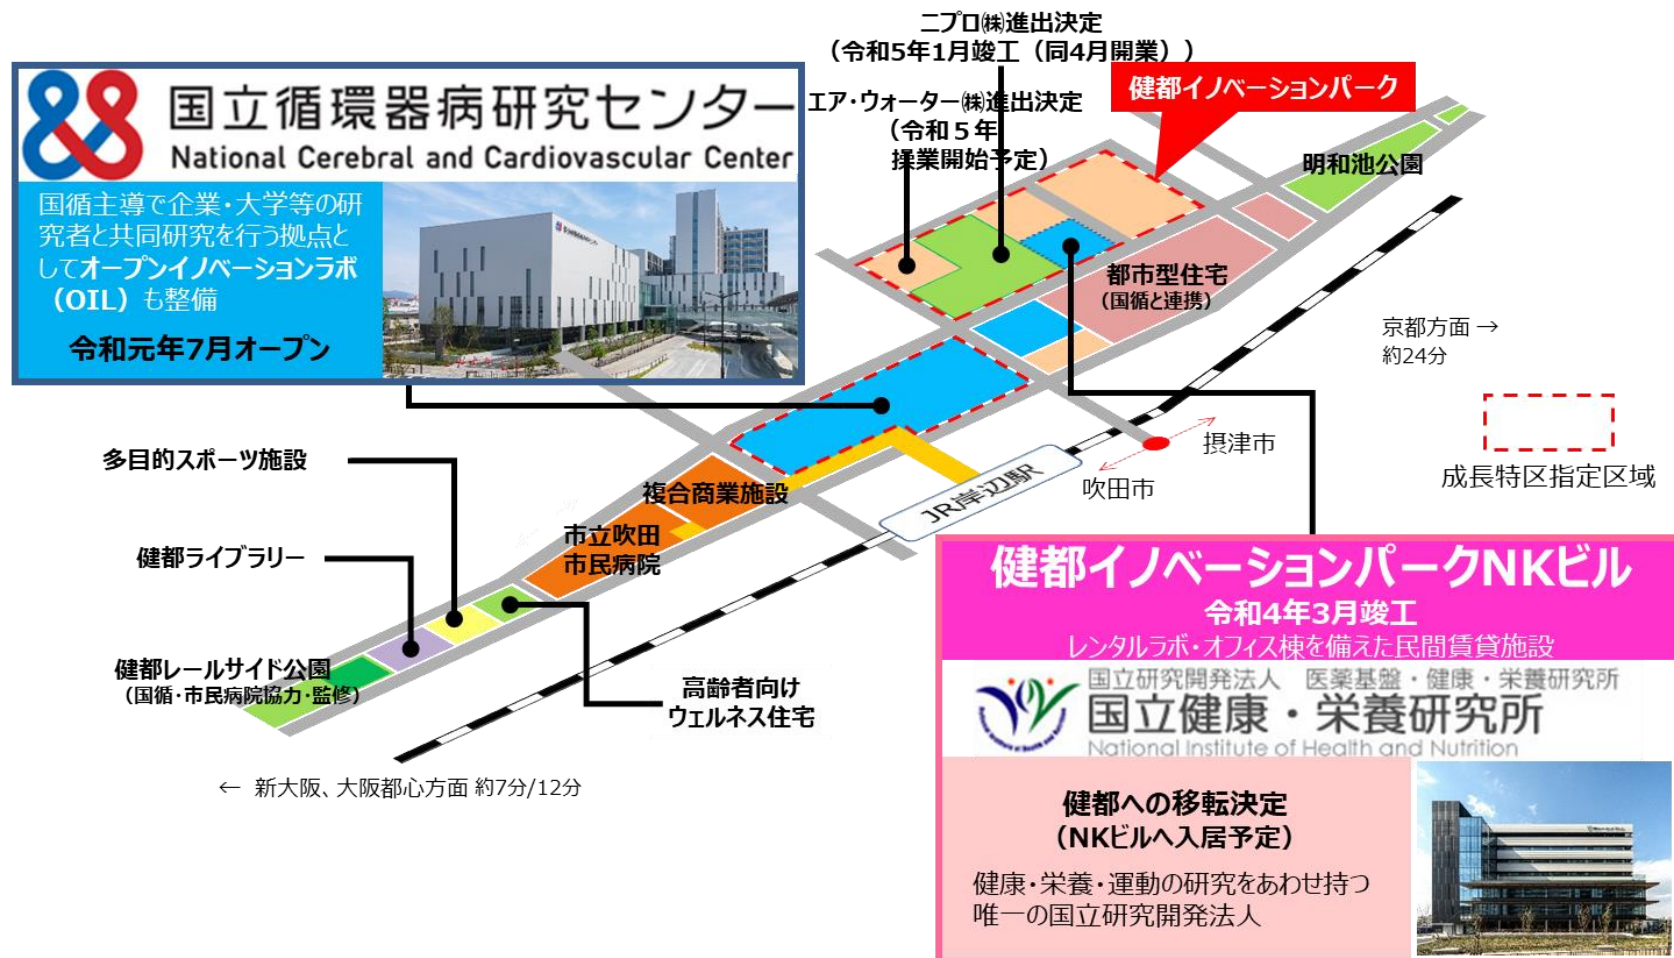 ニプロ㈱進出決定
（令和5年1月竣工（同4月開業））
エア・ウォーター㈱進出決定
（令和５年
操業開始予定）
健都イノベーションパーク
国立循環器病研究センター
National Cerebral and Cardiovascular Center
国循主導で企業・大学等の研
究者と共同研究を行う拠点と
してオープンイノベーションラボ
（OIL）も整備
令和元年7月オープン
明和池公園
都市型住宅
（国循と連携）
京都方面 →
約24分
成長特区指定区域
摂津市
吹田市
JR岸辺駅
多目的スポーツ施設
複合商業施設
市立吹田
市民病院
健都ライブラリー
健都レールサイド公園
（国循・市民病院協力・監修）
高齢者向け
ウェルネス住宅
← 新大阪、大阪都心方面 約7分/12分
健都イノベーションパークNKビル
令和4年3月竣工
レンタルラボ・オフィス棟を備えた民間賃貸施設
国立研究開発法人　医薬基盤・健康・栄養研究所
国立健康・栄養研究所
National Institute of Health and Nutrition
健都への移転決定
（NKビルへ入居予定）
健康・栄養・運動の研究をあわせ持つ
唯一の国立研究開発法人